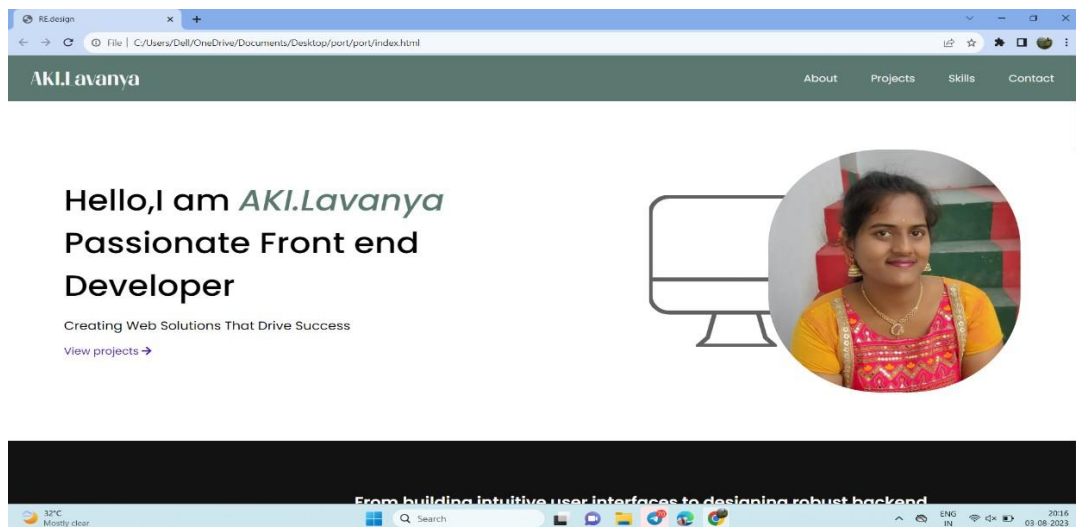 RE.design
File | C:/Users/Dell/OneDrive/Documents/Desktop/port/port/index.html
AKI.Lavanya
About Projects Skills Contact
Hello,I am AKI.Lavanya
Passionate Front end
Developer
Creating Web Solutions That Drive Success
View projects →
From building intuitive user interfaces to designing robust backend
32°C
Mostly clear
Search
ENG
IN
20:16
03-08-2023